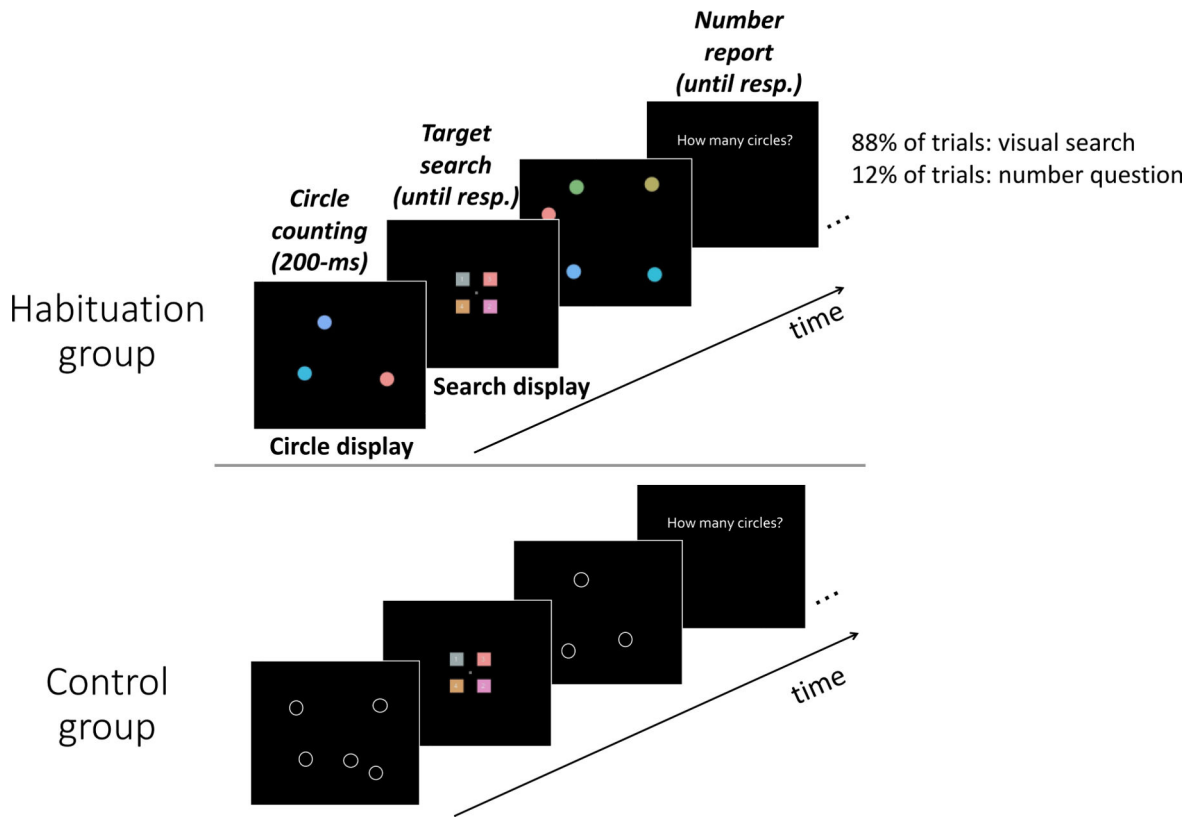 Number
report
(until resp.)
How many circles?
88% of trials: visual search
12% of trials: number question
Target
search
(until resp.)
Circle
counting
(200-ms)
...
Habituation
group
time
Search display
Circle display
How many circles?
...
Control
group
time